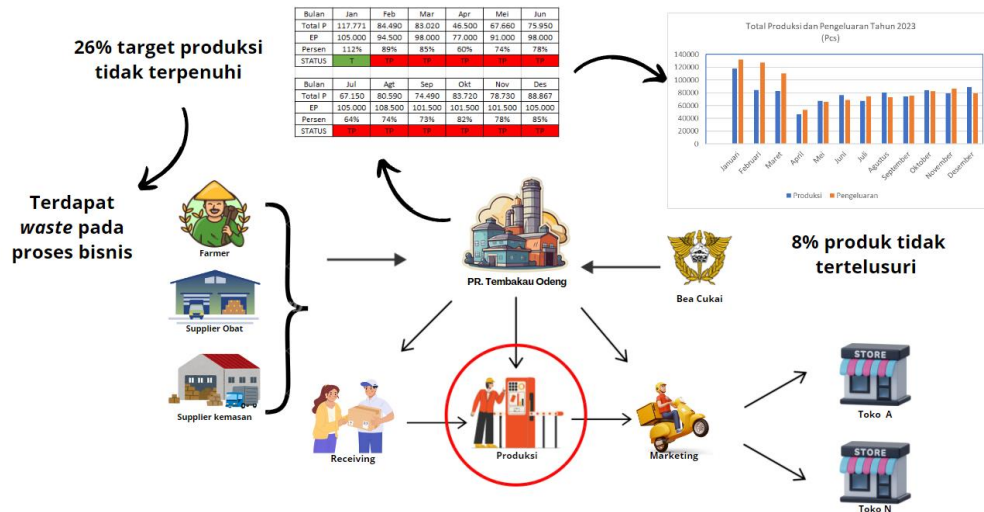 26% target produksi
tidak terpenuhi
Bulan Jan Feb Mar Apr Mei Jun
Total P 117.771 84.490 83.020 46.500 67.660 75.950
EP 105.000 94.500 98.000 77.000 91.000 98.000
Persen 112% 89% 85% 60% 74% 78%
STATUS T TP TP TP TP TP
Bulan Jul Agt Sep Okt Nov Des
Total P 67.150 80.590 74.490 83.720 78.730 88.867
EP 105.000 108.500 101.500 101.500 101.500 105.000
Persen 64% 74% 73% 82% 78% 85%
STATUS TP TP TP TP TP TP
Total Produksi dan Pengeluaran Tahun 2023
(Pcs)
140000
120000
100000
80000
60000
40000
20000
0
Januari Februari Maret April Mei Juni Juli Agustus September Oktober November Desember
Produksi Pengeluaran
Terdapat
waste pada
proses bisnis
Farmer
Supplier Obat
Supplier kemasan
PR. Tembakau Odeng
Bea Cukai
8% produk tidak
tertelusuri
Receiving
Produksi
Marketing
STORE
Toko A
STORE
Toko N